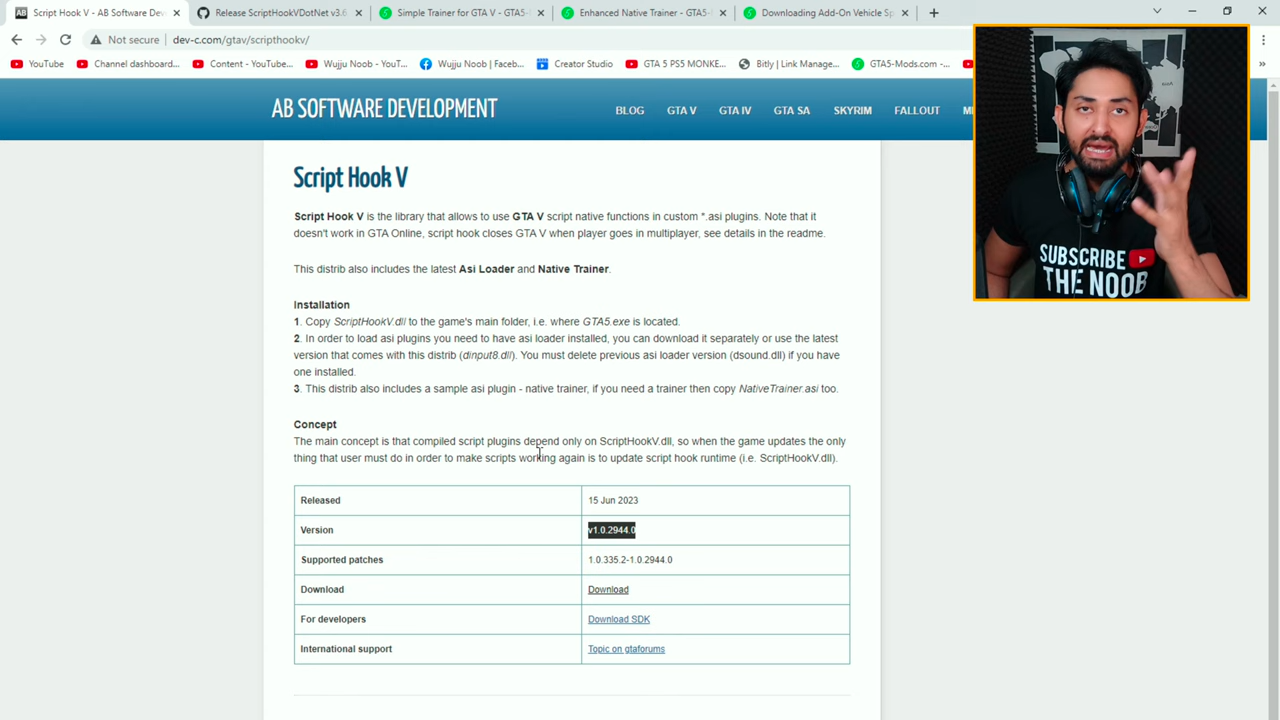 AB Script Hook V - AB Software Dev
Release ScriptHookVDotNet v3.6
Simple Trainer for GTA V - GTA5-
Enhanced Native Trainer - GTA5-
Downloading Add-On Vehicle Sp
Not secure
dev-c.com/gtav/scripthookv/
YouTube
Channel dashboard...
Content - YouTube...
Wujju Noob - YouT...
Wujju Noob | Faceb...
Creator Studio
GTA 5 PS5 MONKE...
Bitly | Link Manage...
GTA5-Mods.com -...
AB SOFTWARE DEVELOPMENT
BLOG
GTA V
GTA IV
GTA SA
SKYRIM
FALLOUT
SUBSCRIBE
THE NOOB
Script Hook V
Script Hook V is the library that allows to use GTA V script native functions in custom *.asi plugins. Note that it
doesn't work in GTA Online, script hook closes GTA V when player goes in multiplayer, see details in the readme.
This distrib also includes the latest Asi Loader and Native Trainer.
Installation
1. Copy ScriptHookV.dll to the game's main folder, i.e. where GTA5.exe is located.
2. In order to load asi plugins you need to have asi loader installed, you can download it separately or use the latest
version that comes with this distrib (dinput8.dll). You must delete previous asi loader version (dsound.dll) if you have
one installed.
3. This distrib also includes a sample asi plugin - native trainer, if you need a trainer then copy NativeTrainer.asi too.
Concept
The main concept is that compiled script plugins depend only on ScriptHookV.dll, so when the game updates the only
thing that user must do in order to make scripts working again is to update script hook runtime (i.e. ScriptHookV.dll).
Released
15 Jun 2023
Version
v1.0.2944.0
Supported patches
1.0.335.2-1.0.2944.0
Download
Download
For developers
Download SDK
International support
Topic on gtaforums